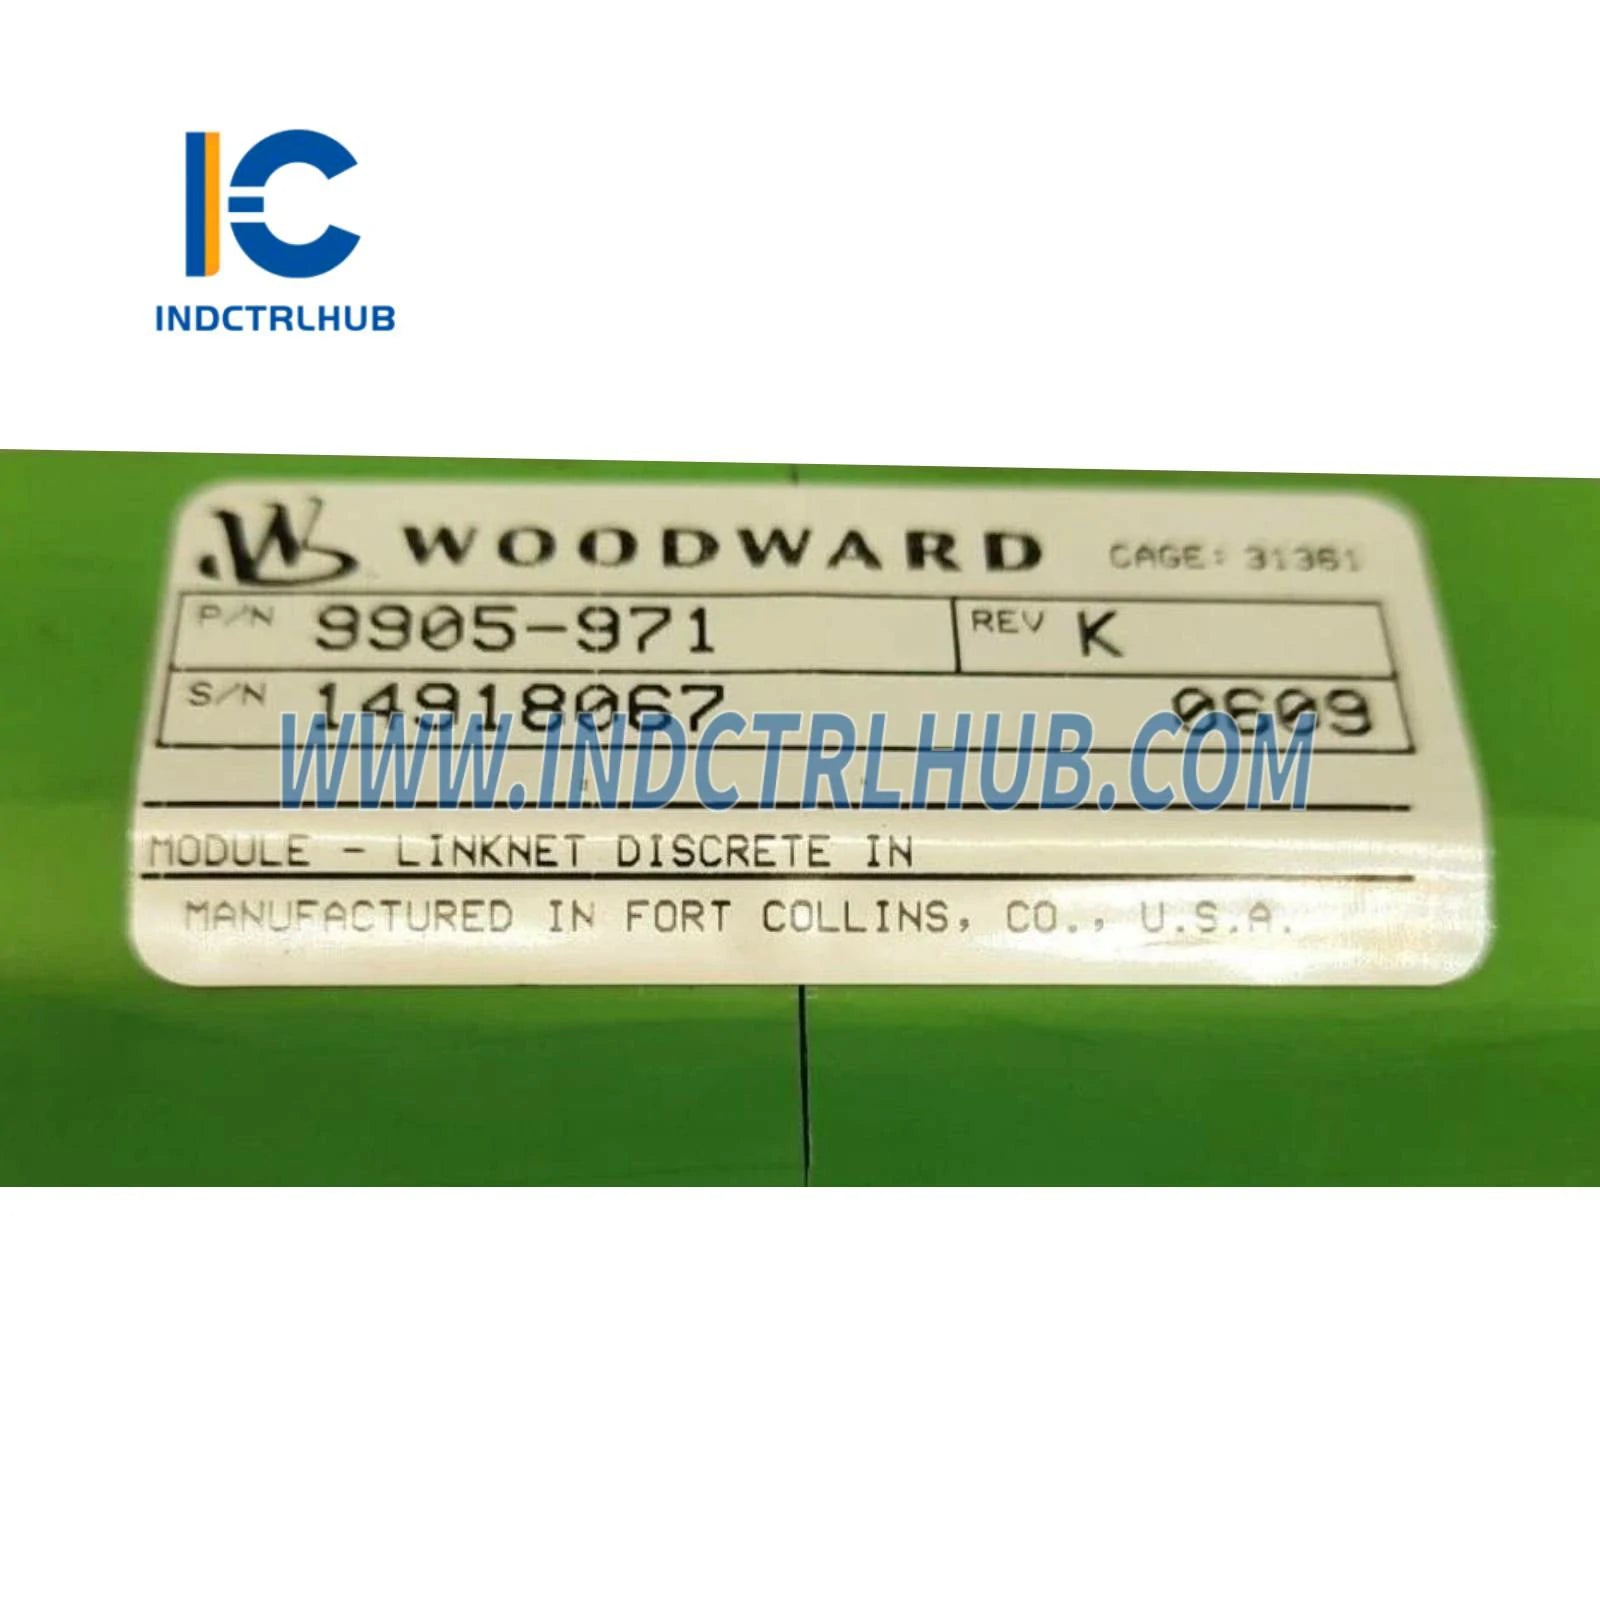 INDCTRLHUB
WOODWARD CAGE: 31361
P/N 9905-971 REV K
S/N 14918067 0609
WWW.INDCTRLHUB.COM
MODULE - LINKNET DISCRETE IN
MANUFACTURED IN FORT COLLINS, CO., U.S.A.